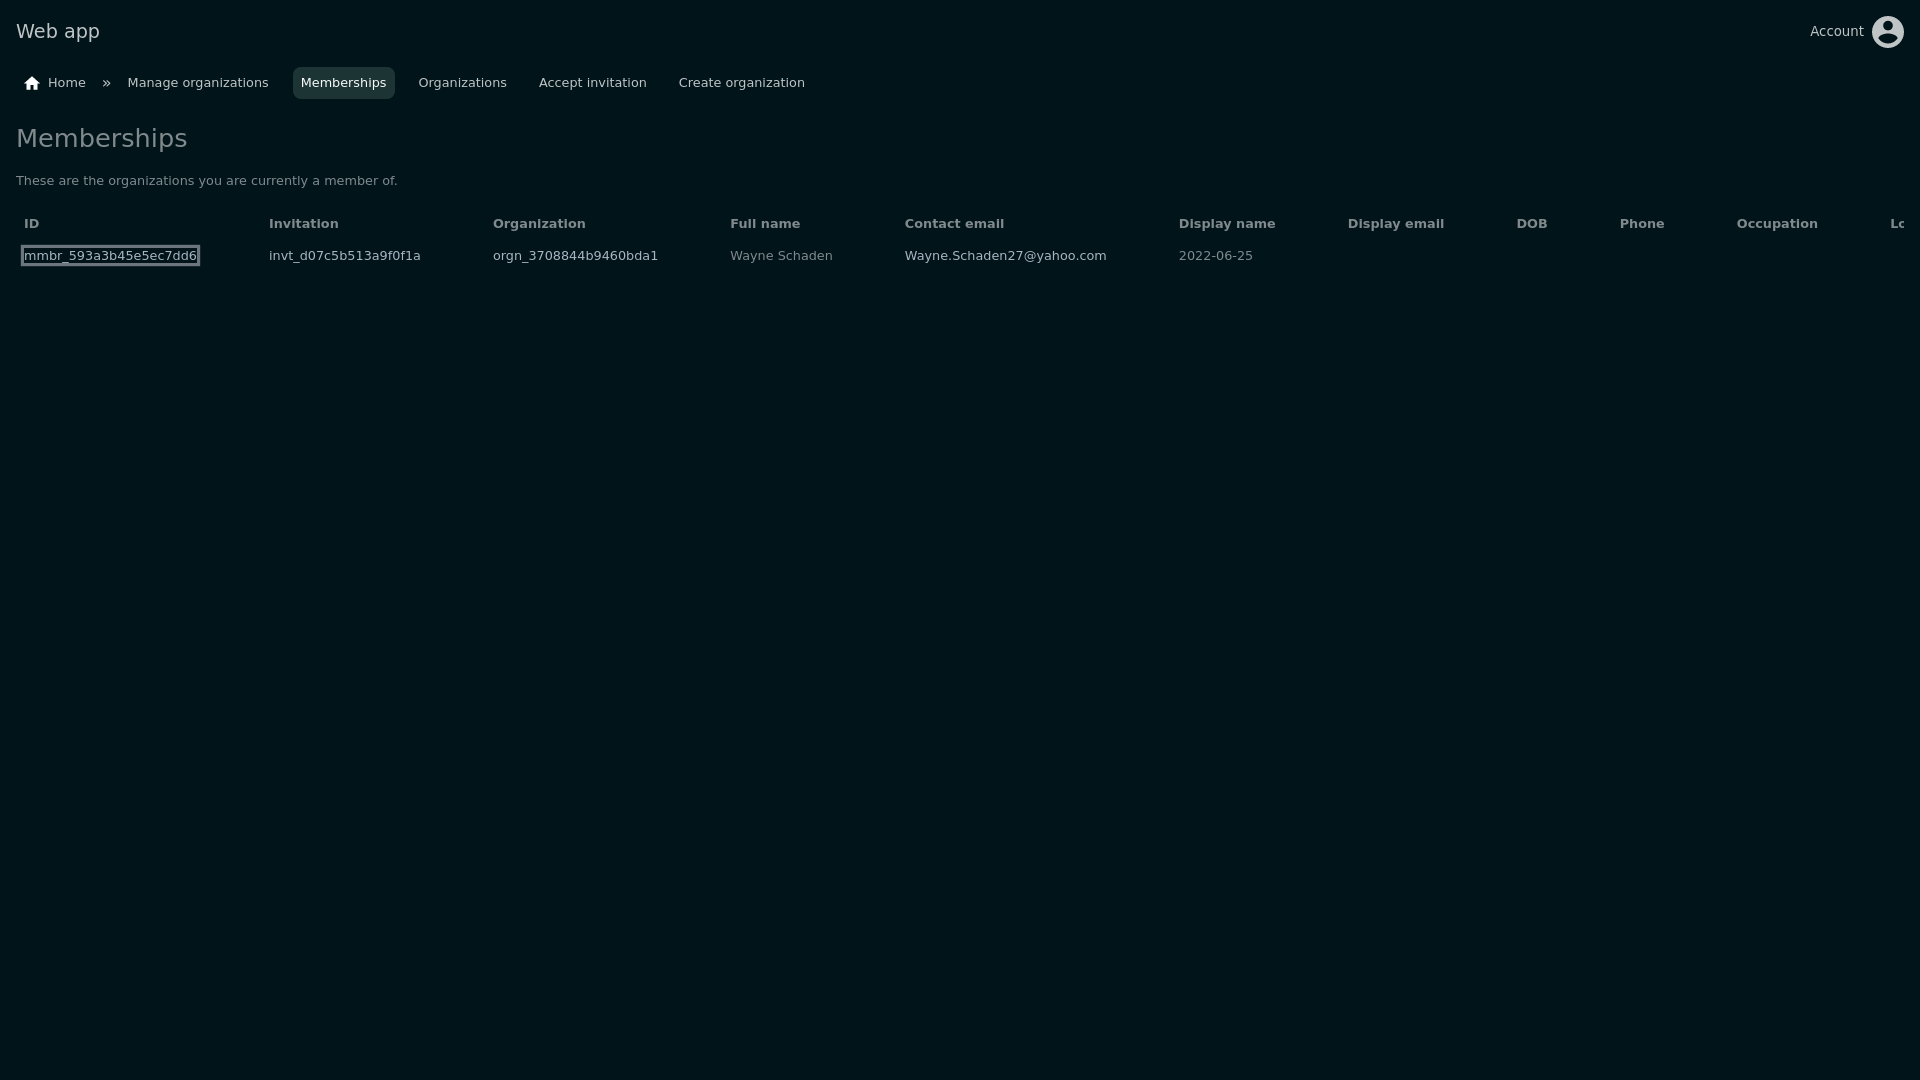 Web app
Account
Home » Manage organizations Memberships Organizations Accept invitation Create organization
Memberships
These are the organizations you are currently a member of.
ID Invitation Organization Full name Contact email Display name Display email DOB Phone Occupation
mmbr_593a3b45e5ec7dd6 invt_d07c5b513a9f0f1a orgn_3708844b9460bda1 Wayne Schaden Wayne.Schaden27@yahoo.com 2022-06-25